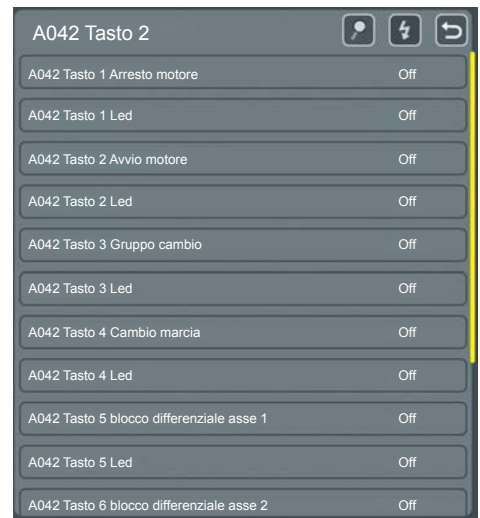 A042 Tasto 2
A042 Tasto 1 Arresto motore Off
A042 Tasto 1 Led Off
A042 Tasto 2 Avvio motore Off
A042 Tasto 2 Led Off
A042 Tasto 3 Gruppo cambio Off
A042 Tasto 3 Led Off
A042 Tasto 4 Cambio marcia Off
A042 Tasto 4 Led Off
A042 Tasto 5 blocco differenziale asse 1 Off
A042 Tasto 5 Led Off
A042 Tasto 6 blocco differenziale asse 2 Off